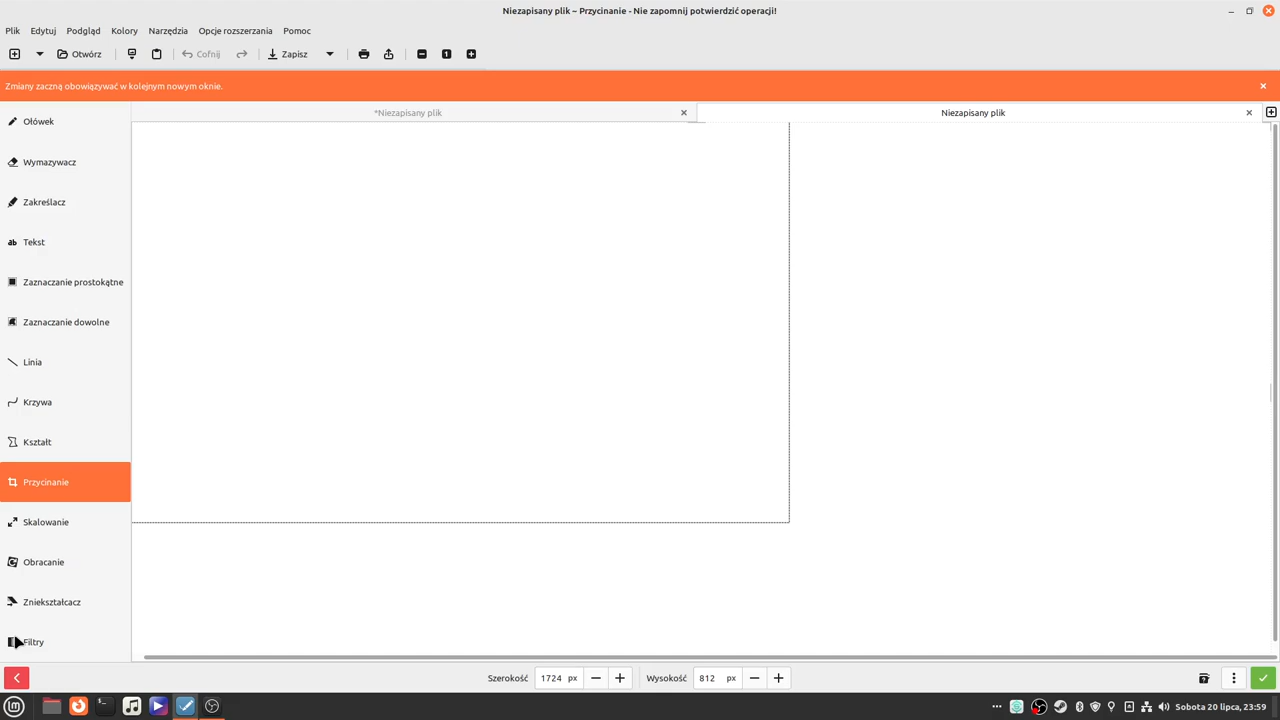 Niezapisany plik ~ Przycinanie - Nie zapomnij potwierdzić operacji!
Plik Edytuj Podgląd Kolory Narzędzia Opcje rozszerzania Pomoc
Otwórz Cofnij Zapisz
Zmiany zaczną obowiązywać w kolejnym nowym oknie.
*Niezapisany plik Niezapisany plik
Ołówek
Wymazywacz
Zakreślacz
ab Tekst
Zaznaczanie prostokątne
Zaznaczanie dowolne
Linia
Krzywa
Kształt
Przycinanie
Skalowanie
Obracanie
Zniekształcacz
Filtry
Szerokość 1724 px Wysokość 812 px
Sobota 20 lipca, 23:59